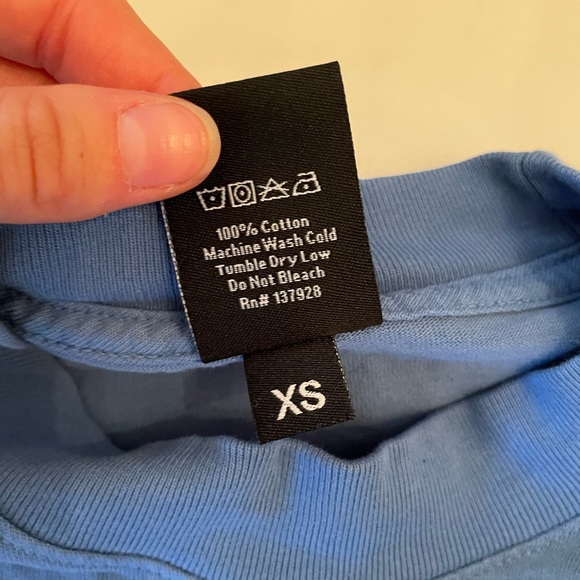 100% Cotton
Machine Wash Cold
Tumble Dry Low
Do Not Bleach
Rn# 137928
XS